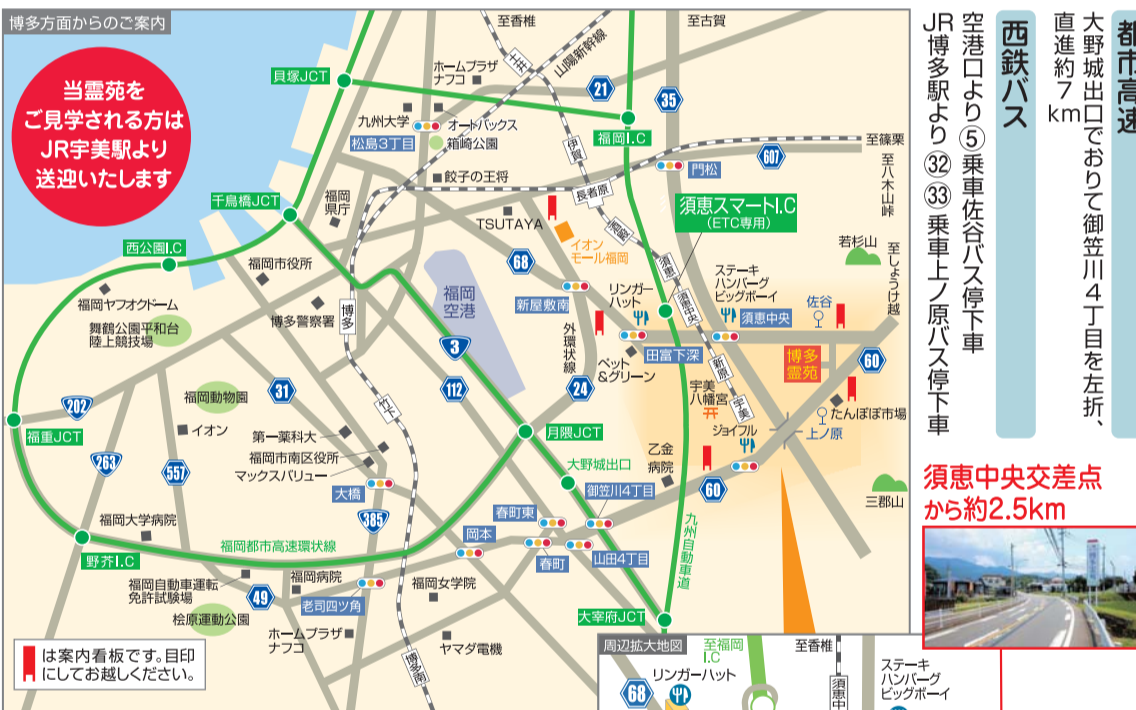 博多方面からのご案内
当霊苑を
ご見学される方は
JR宇美駅より
送迎いたします
至香椎
至古賀
土井
山陽新幹線
ホームプラザ
ナフコ
貝塚JCT
21
35
九州大学
オートバックス
松島3丁目
箱崎公園
福岡I.C
伊賀
607
至篠栗
門松
至八木山峠
餃子の王将
長者原
千鳥橋JCT
福岡
県庁
TSUTAYA
酒殿
須恵スマートI.C
(ETC専用)
イオン
モール福岡
西公園I.C
福岡市役所
68
須恵
若杉山
至しょうけ越
福岡
空港
新屋敷南
リンガー
ハット
須恵中央
ステーキ
ハンバーグ
ビッグボーイ
福岡ヤフオクドーム
博多警察署
博多
舞鶴公園平和台
陸上競技場
外環状線
須恵中央
佐谷
3
田富下深
新原
博多
霊苑
60
ペット
&グリーン
112
24
宇美
八幡宮
宇美
福岡動物園
31
竹下
202
たんぽぽ市場
上ノ原
ジョイフル
福重JCT
イオン
第一薬科大
月隈JCT
乙金
病院
263
557
福岡市南区役所
マックスバリュー
大野城出口
60
大橋
御笠川4丁目
三郡山
385
福岡大学病院
春町東
岡本
九州自動車道
野芥I.C
福岡都市高速環状線
春町
山田4丁目
福岡自動車運転
免許試験場
福岡病院
福岡女学院
49
老司四ツ角
桧原運動公園
大宰府JCT
ホームプラザ
ナフコ
ヤマダ電機
博多南
は案内看板です。目印
にしてお越しください。
周辺拡大地図
至福岡
I.C
至香椎
リンガーハット
68
須恵中
ステーキ
ハンバーグ
ビッグボーイ
都市高速
大野城出口でおりて御笠川4丁目を左折、
直進約7km
西鉄バス
空港口より⑤乗車佐谷バス停下車
JR博多駅より㉜㉝乗車上ノ原バス停下車
須恵中央交差点
から約2.5km